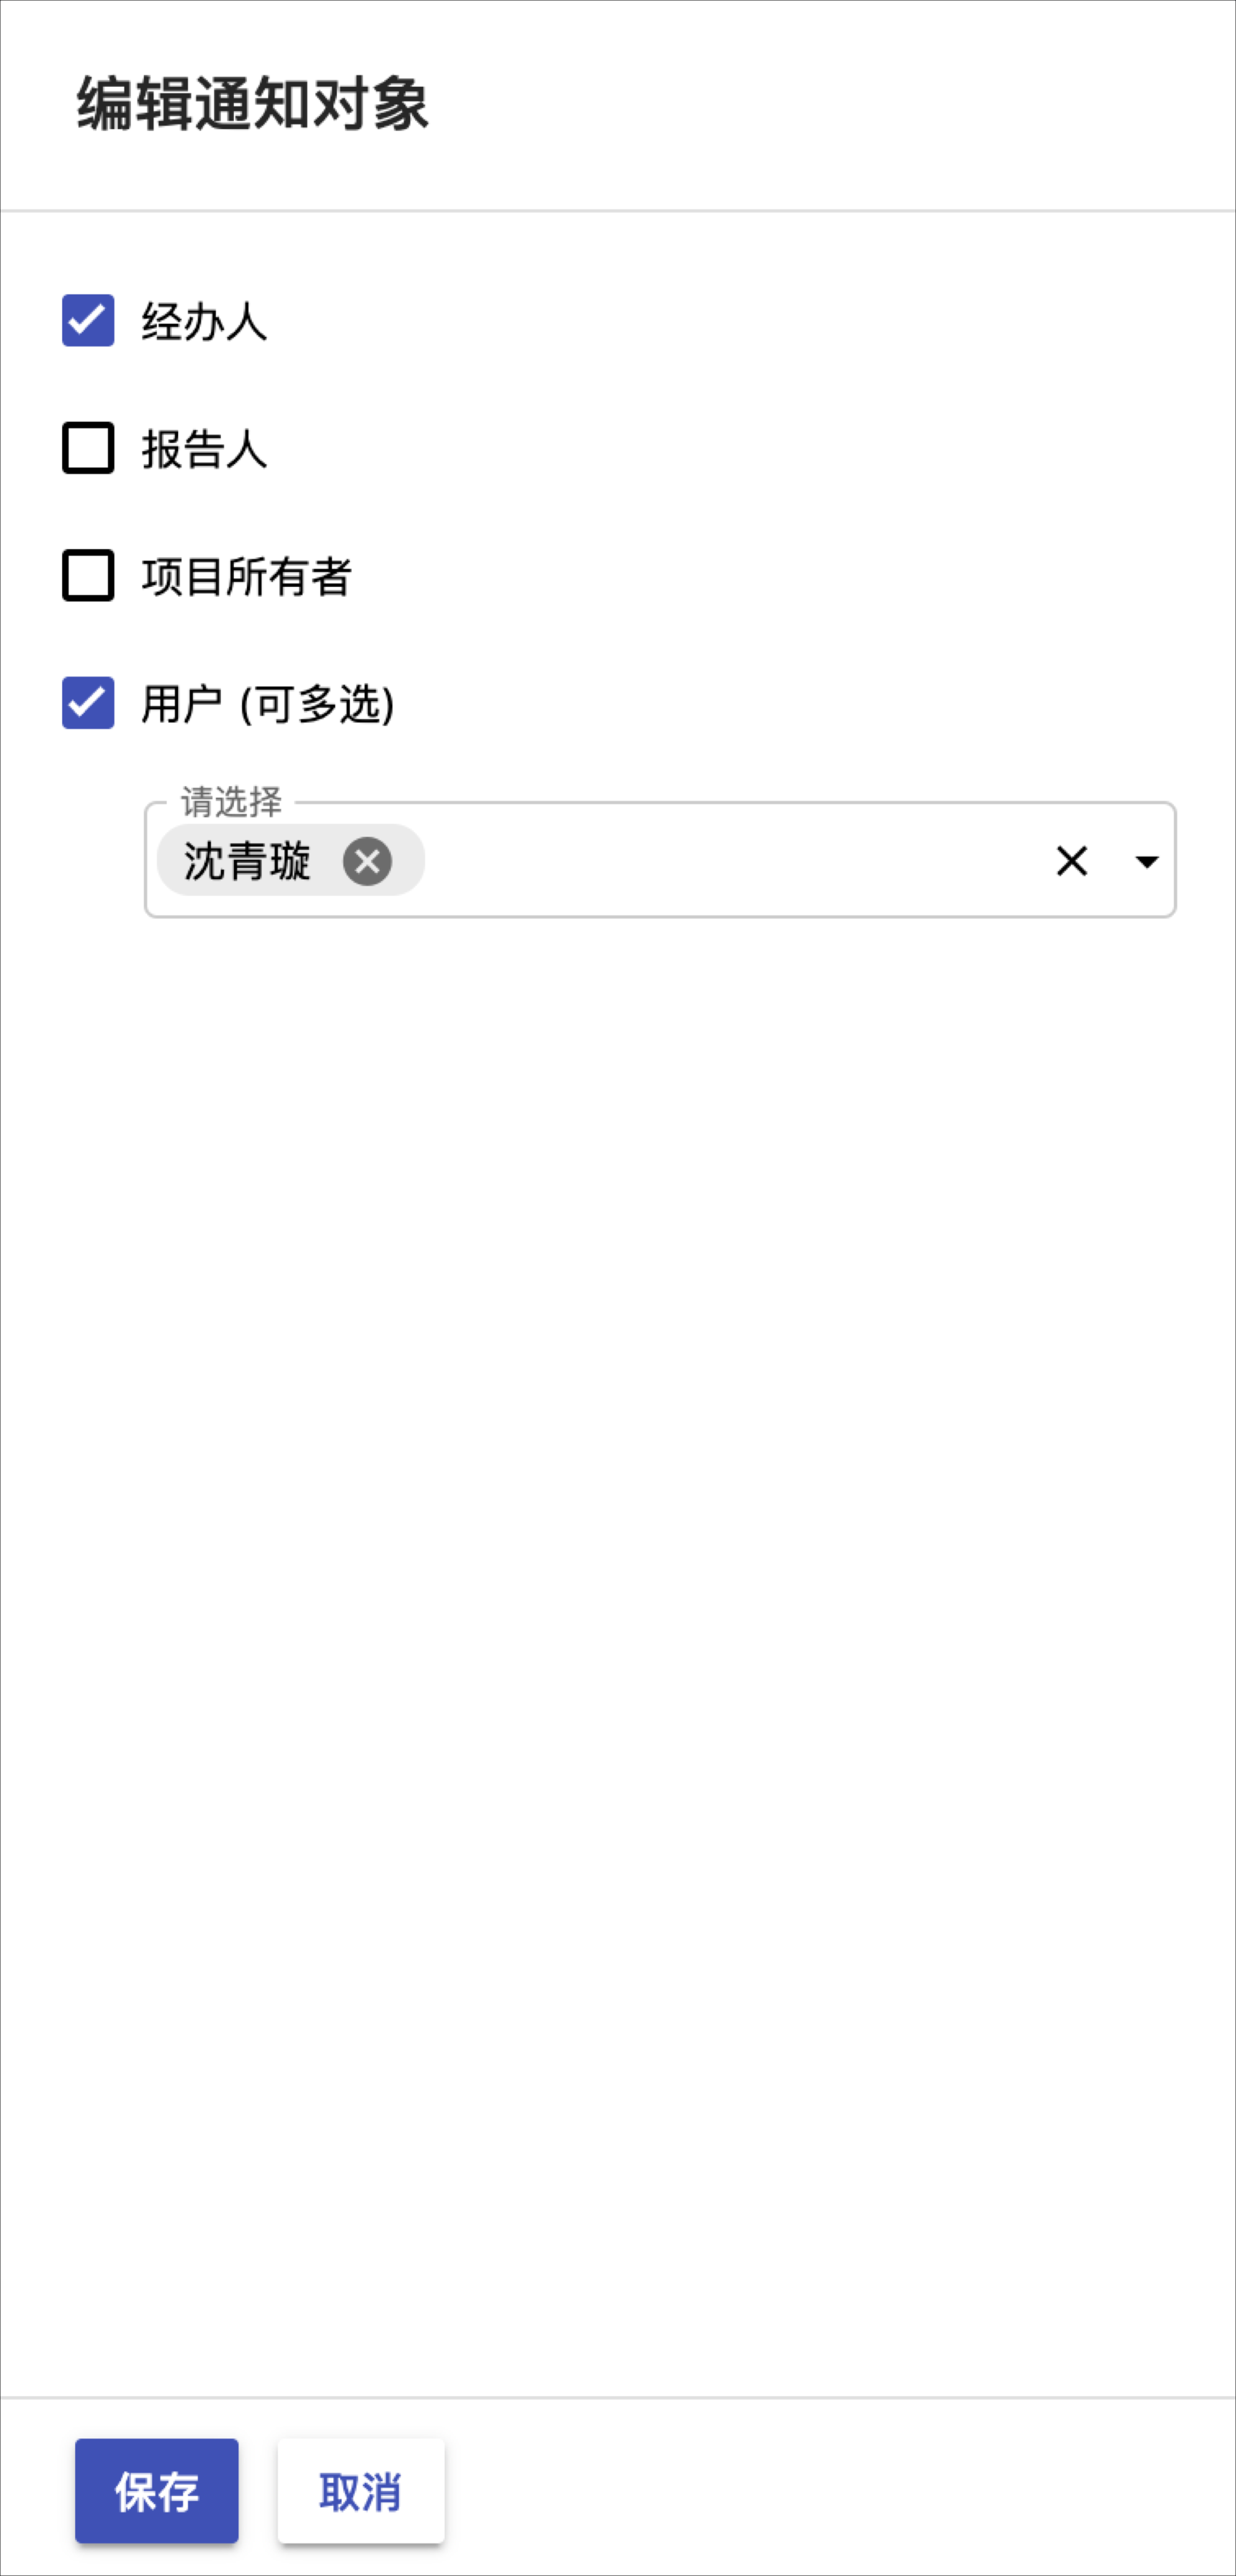 编辑通知对象
经办人
报告人
项目所有者
用户 (可多选)
请选择
沈青璇
保存
取消